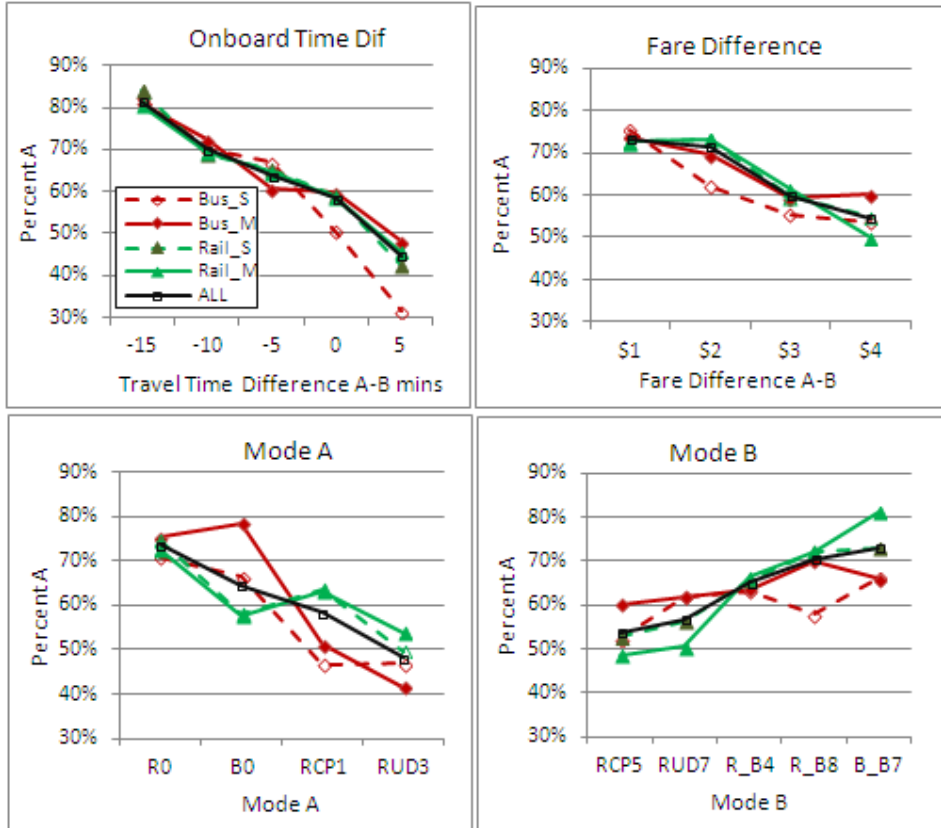 Onboard Time Dif
Percent A
90%
80%
70%
60%
50%
40%
30%
Bus_S
Bus_M
Rail_S
Rail_M
ALL
-15 -10 -5 0 5
Travel Time Difference A-B mins
Fare Difference
Percent A
90%
80%
70%
60%
50%
40%
30%
$1 $2 $3 $4
Fare Difference A-B
Mode A
Percent A
90%
80%
70%
60%
50%
40%
30%
R0 B0 RCP1 RUD3
Mode A
Mode B
Percent A
90%
80%
70%
60%
50%
40%
30%
RCP5 RUD7 R_B4 R_B8 B_B7
Mode B